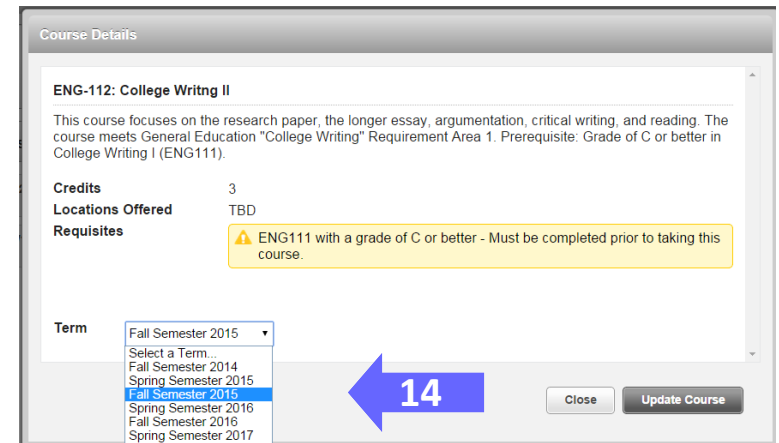 Course Details
ENG-112: College Writng II
This course focuses on the research paper, the longer essay, argumentation, critical writing, and reading. The
course meets General Education "College Writing" Requirement Area 1. Prerequisite: Grade of C or better in
College Writing I (ENG111).
Credits 3
Locations Offered TBD
Requisites ENG111 with a grade of C or better - Must be completed prior to taking this
course.
Term Fall Semester 2015
Select a Term...
Fall Semester 2014
Spring Semester 2015
Fall Semester 2015
Spring Semester 2016
Fall Semester 2016
Spring Semester 2017
14
Close Update Course